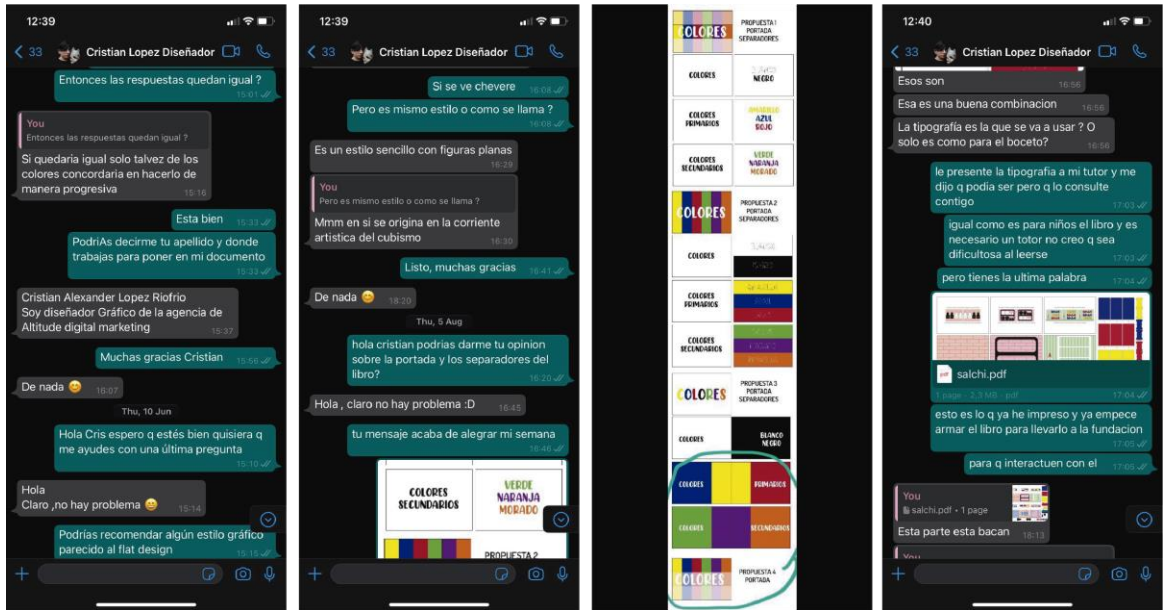 12:39
33 Cristian Lopez Diseñador
Entonces las respuestas quedan igual ?
15:01
You
Entonces las respuestas quedan igual ?
Si quedaria igual solo talvez de los
colores concordaria en hacerlo de
manera progresiva
15:16
Esta bien
15:33
PodriAs decirme tu apellido y donde
trabajas para poner en mi documento
15:33
Cristian Alexander Lopez Riofrio
Soy diseñador Gráfico de la agencia de
Altitude digital marketing
15:37
Muchas gracias Cristian
15:56
De nada 😊
16:07
Thu, 10 Jun
Hola Cris espero q estés bien quisiera q
me ayudes con una última pregunta
15:10
Hola
Claro ,no hay problema 😄
15:14
Podrías recomendar algún estilo gráfico
parecido al flat design
15:15
12:39
33 Cristian Lopez Diseñador
Si se ve chevere
16:08
Pero es mismo estilo o como se llama ?
16:08
Es un estilo sencillo con figuras planas
16:29
You
Pero es mismo estilo o como se llama ?
Mmm en si se origina en la corriente
artistica del cubismo
16:30
Listo, muchas gracias
16:41
De nada 😊
18:20
Thu, 5 Aug
hola cristian podrias darme tu opinion
sobre la portada y los separadores del
libro?
16:20
Hola , claro no hay problema :D
16:45
tu mensaje acaba de alegrar mi semana
16:46
COLORES
SECUNDARIOS
VERDE
NARANJA
MORADO
PROPUESTA 2
COLORES
PROPUESTA 1
PORTADA
SEPARADORES
COLORES
BLANCO
NEGRO
COLORES
PRIMARIOS
AMARILLO
AZUL
ROJO
COLORES
SECUNDARIOS
VERDE
NARANJA
MORADO
COLORES
PROPUESTA 2
PORTADA
SEPARADORES
COLORES
COLORES
PRIMARIOS
COLORES
SECUNDARIOS
COLORES
PROPUESTA 3
PORTADA
SEPARADORES
COLORES
BLANCO
NEGRO
COLORES
PRIMARIOS
COLORES
SECUNDARIOS
COLORES
PROPUESTA 4
PORTADA
12:40
33 Cristian Lopez Diseñador
Esos son
16:56
Esa es una buena combinacion
16:56
La tipografía es la que se va a usar ? O
solo es como para el boceto?
16:58
le presente la tipografia a mi tutor y me
dijo q podia ser pero q lo consulte
contigo
17:03
igual como es para niños el libro y es
necesario un totor no creo q sea
dificultosa al leerse
17:03
pero tienes la ultima palabra
17:04
salchi.pdf
1 page · 2,3 MB · pdf
17:04
esto es lo q ya he impreso y ya empece
armar el libro para llevarlo a la fundacion
17:05
para q interactuen con el
17:05
You
salchi.pdf • 1 page
Esta parte esta bacan
18:13
You